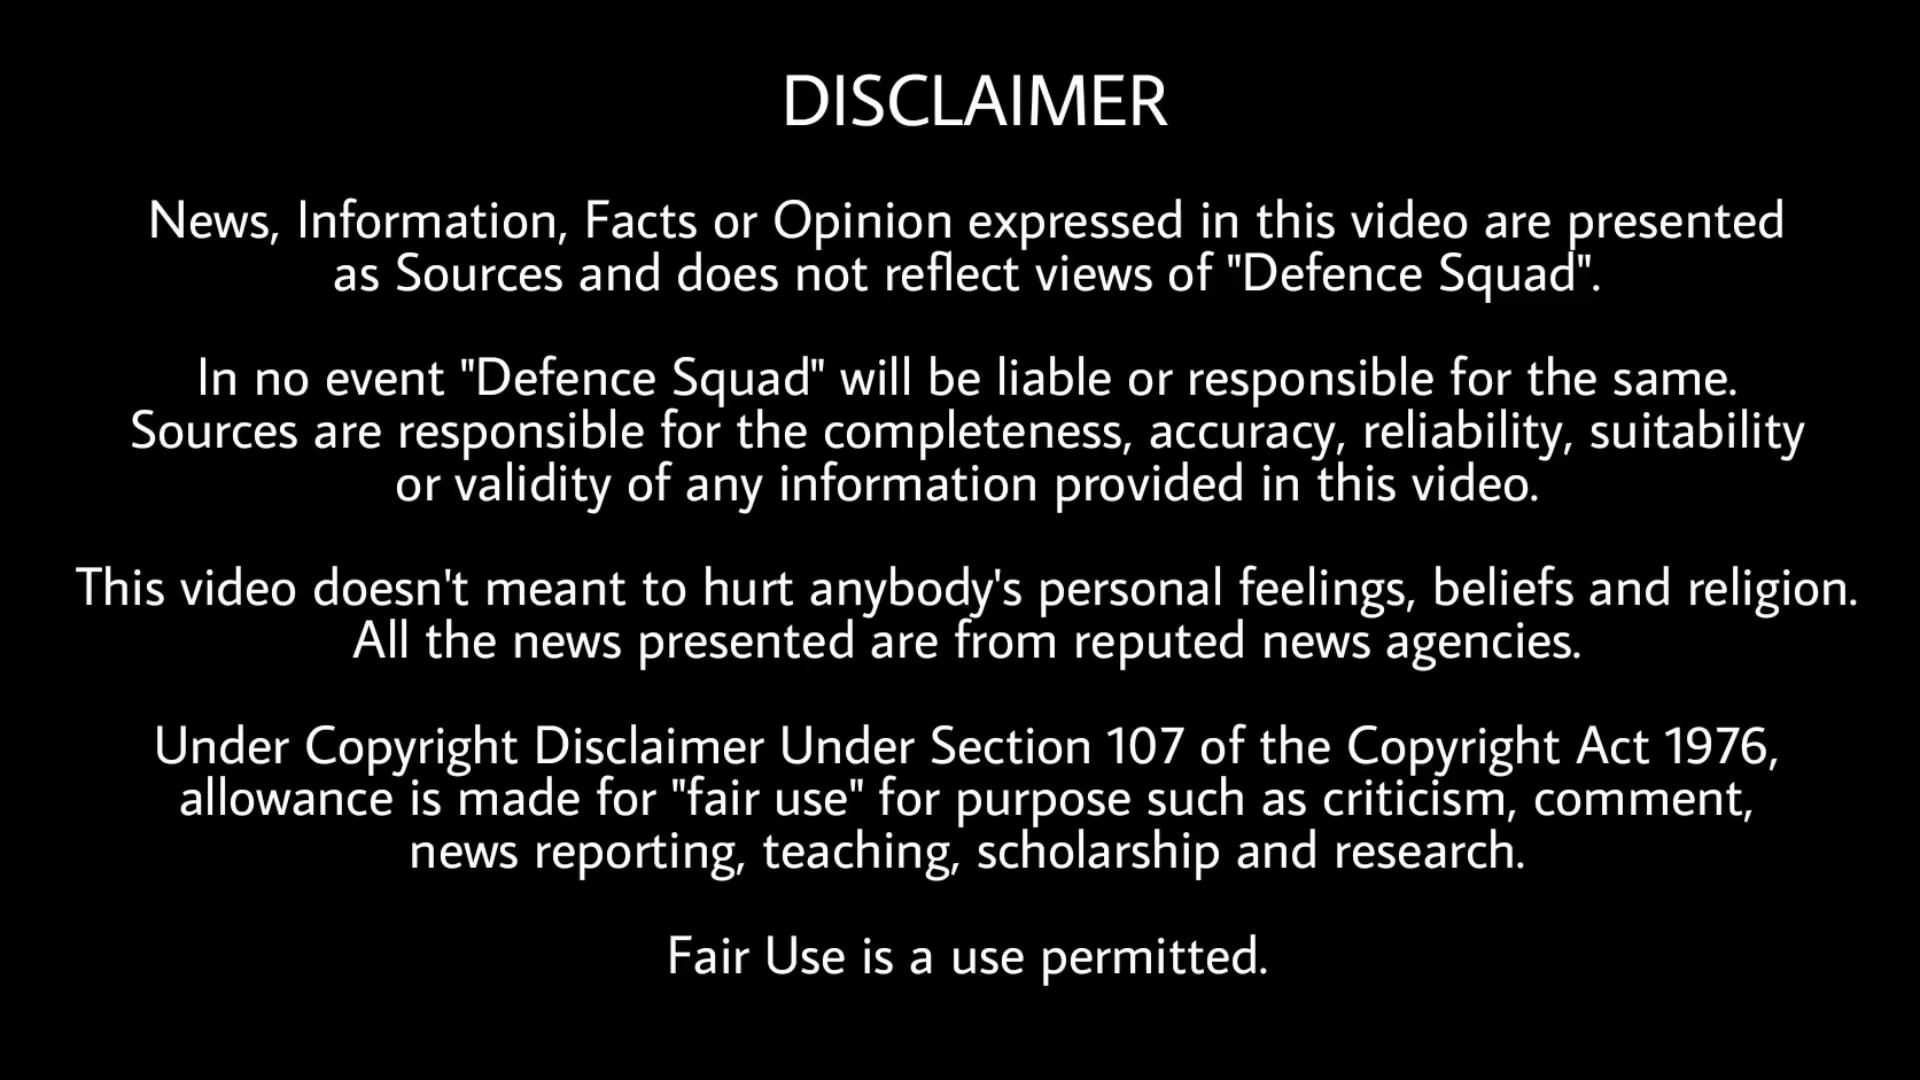 DISCLAIMER
News, Information, Facts or Opinion expressed in this video are presented
as Sources and does not reflect views of "Defence Squad".
In no event "Defence Squad" will be liable or responsible for the same.
Sources are responsible for the completeness, accuracy, reliability, suitability
or validity of any information provided in this video.
This video doesn't meant to hurt anybody's personal feelings, beliefs and religion.
All the news presented are from reputed news agencies.
Under Copyright Disclaimer Under Section 107 of the Copyright Act 1976,
allowance is made for "fair use" for purpose such as criticism, comment,
news reporting, teaching, scholarship and research.
Fair Use is a use permitted.